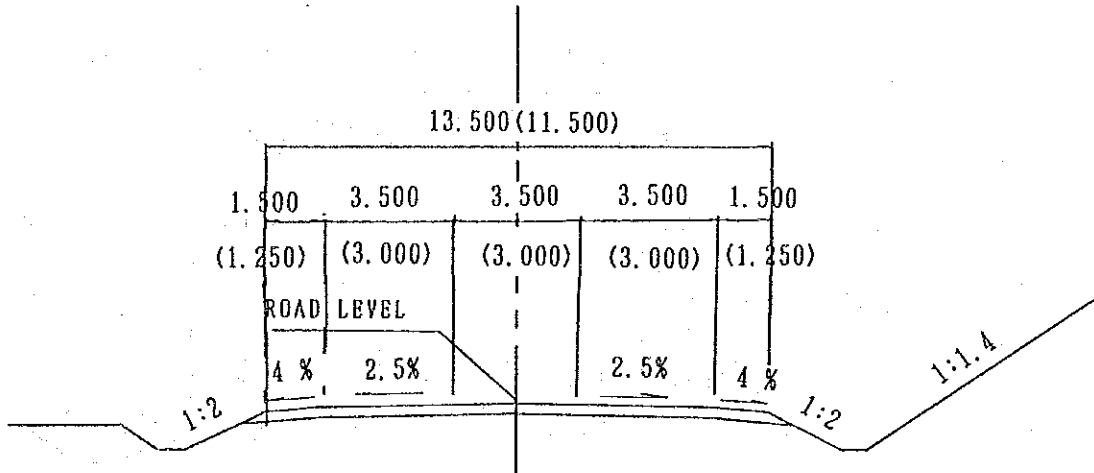 13.500(11.500)
1.500 3.500 3.500 3.500 1.500
(1.250) (3.000) (3.000) (3.000) (1.250)
ROAD LEVEL
4 % 2.5% 2.5% 4 %
1:2 1:2 1:1.4